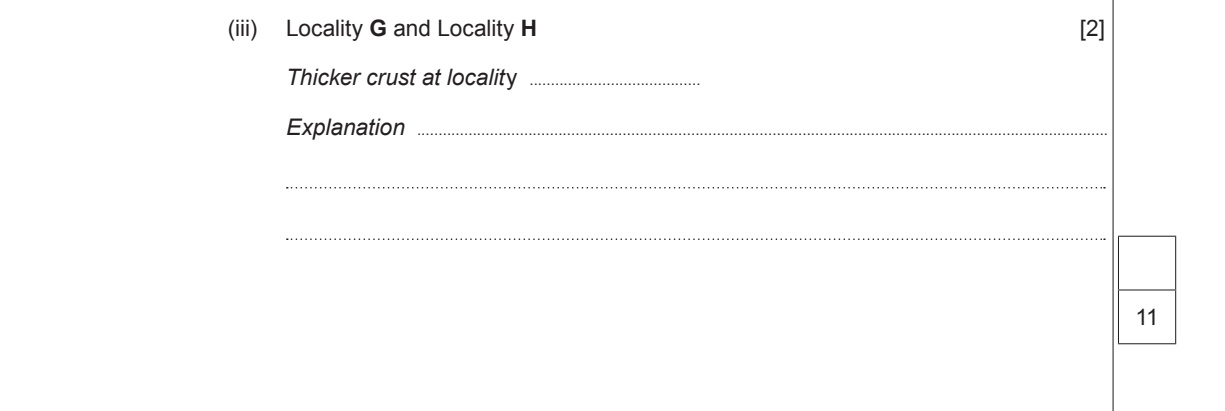 (iii) Locality G and Locality H [2]
Thicker crust at locality
Explanation
11